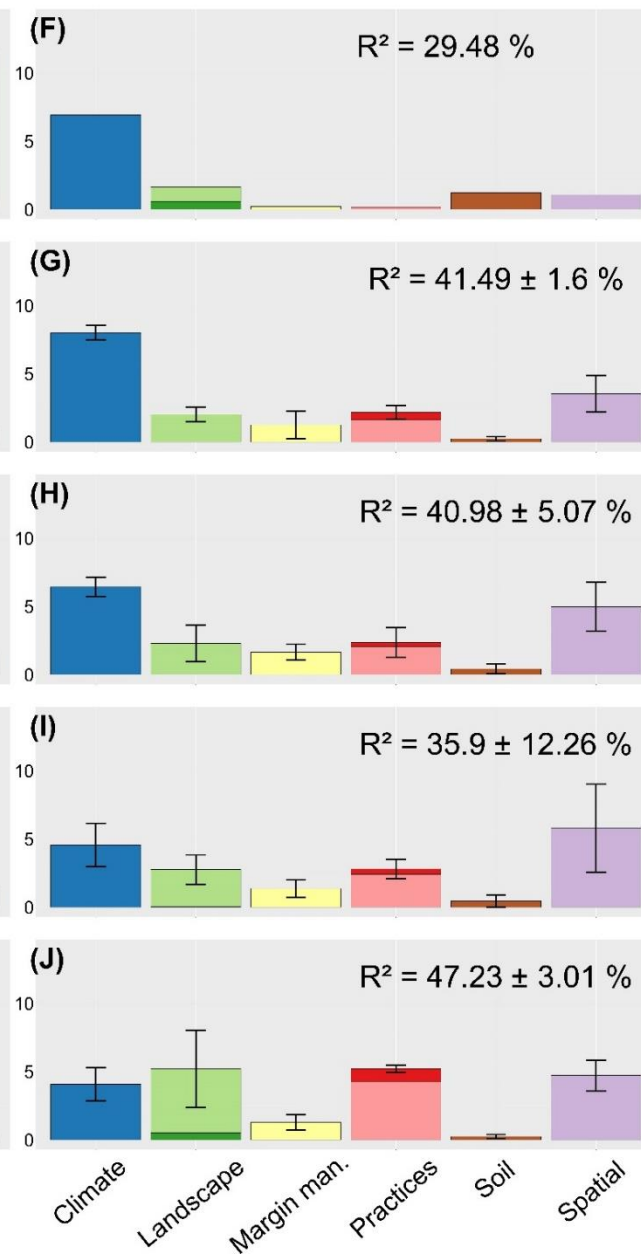 (F)
R² = 29.48 %
10
5
0
(G)
R² = 41.49 ± 1.6 %
10
5
0
(H)
R² = 40.98 ± 5.07 %
10
5
0
(I)
R² = 35.9 ± 12.26 %
10
5
0
(J)
R² = 47.23 ± 3.01 %
10
5
0
Climate
Landscape
Margin man.
Practices
Soil
Spatial